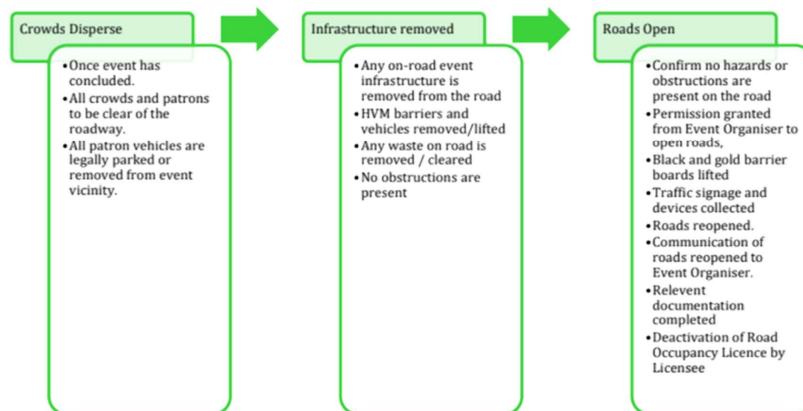 Crowds Disperse
•Once event has
concluded.
•All crowds and patrons
to be clear of the
roadway.
•All patron vehicles are
legally parked or
removed from event
vicinity.
Infrastructure removed
•Any on-road event
infrastructure is
removed from the road
•HVM barriers and
vehicles removed/lifted
•Any waste on road is
removed / cleared
•No obstructions are
present
Roads Open
•Confirm no hazards or
obstructions are
present on the road
•Permission granted
from Event Organiser to
open roads,
•Black and gold barrier
boards lifted
•Traffic signage and
devices collected
•Roads reopened.
•Communication of
roads reopened to
Event Organiser.
•Relevent
documentation
completed
•Deactivation of Road
Occupancy Licence by
Licensee